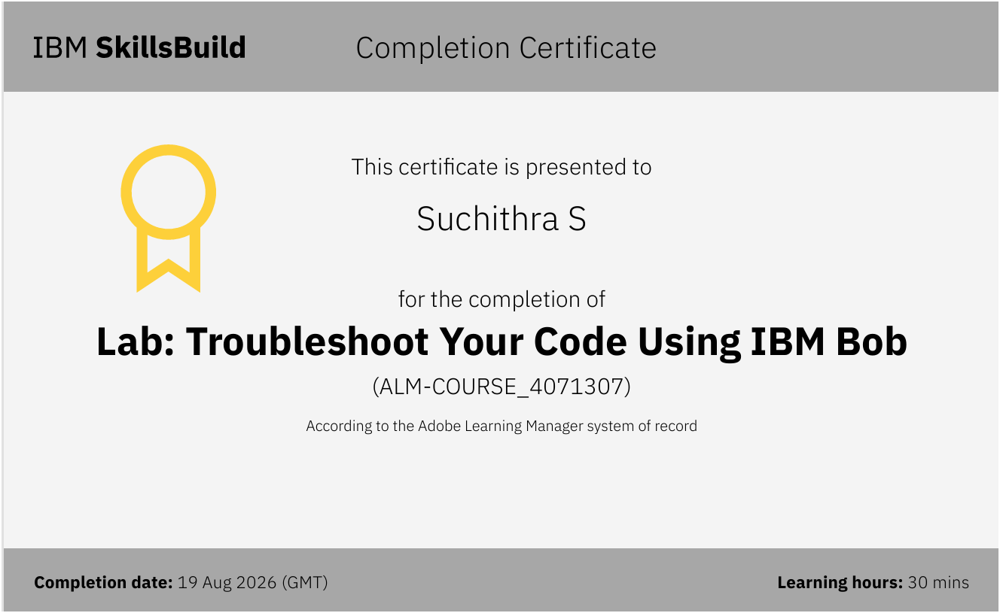 IBM SkillsBuild
Completion Certificate
This certificate is presented to
Suchithra S
for the completion of
Lab: Troubleshoot Your Code Using IBM Bob
(ALM-COURSE_4071307)
According to the Adobe Learning Manager system of record
Completion date: 19 Aug 2026 (GMT)
Learning hours: 30 mins